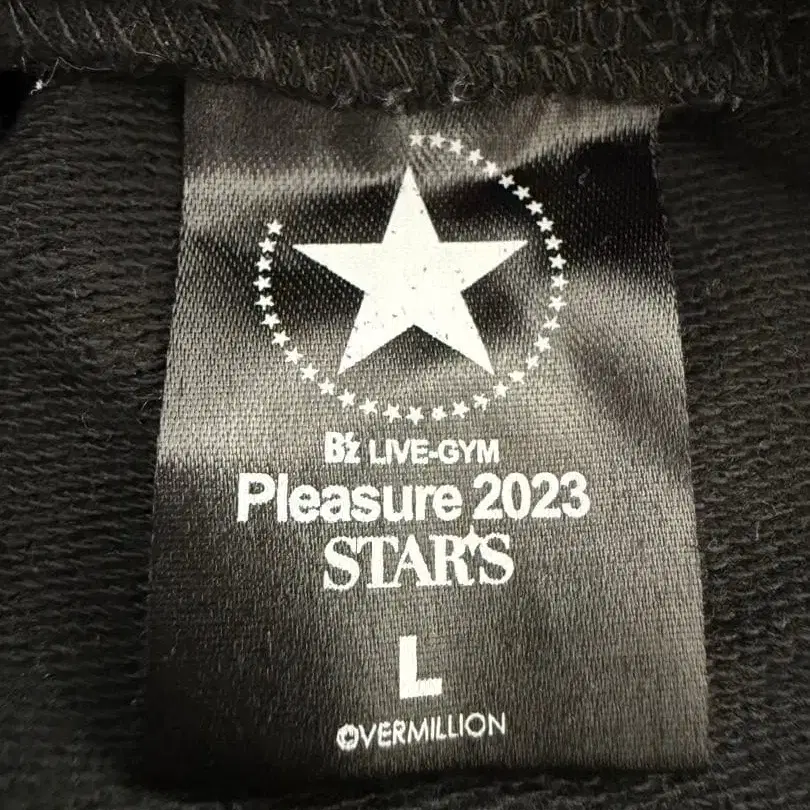 B'z LIVE-GYM
Pleasure 2023
STARS
L
©VERMILLION